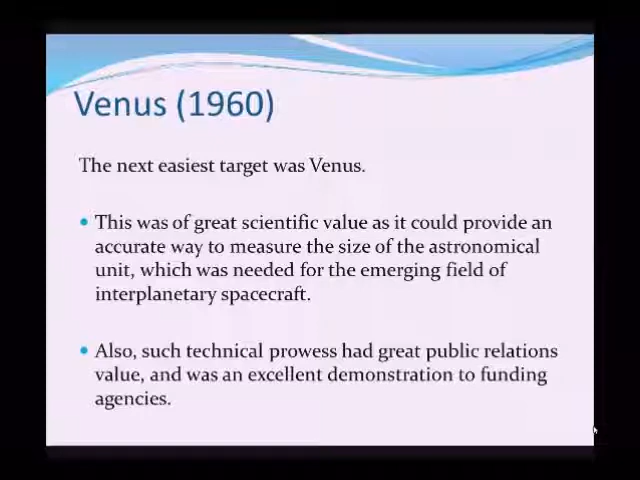 Venus (1960)
The next easiest target was Venus.
This was of great scientific value as it could provide an
accurate way to measure the size of the astronomical
unit, which was needed for the emerging field of
interplanetary spacecraft.
Also, such technical prowess had great public relations
value, and was an excellent demonstration to funding
agencies.